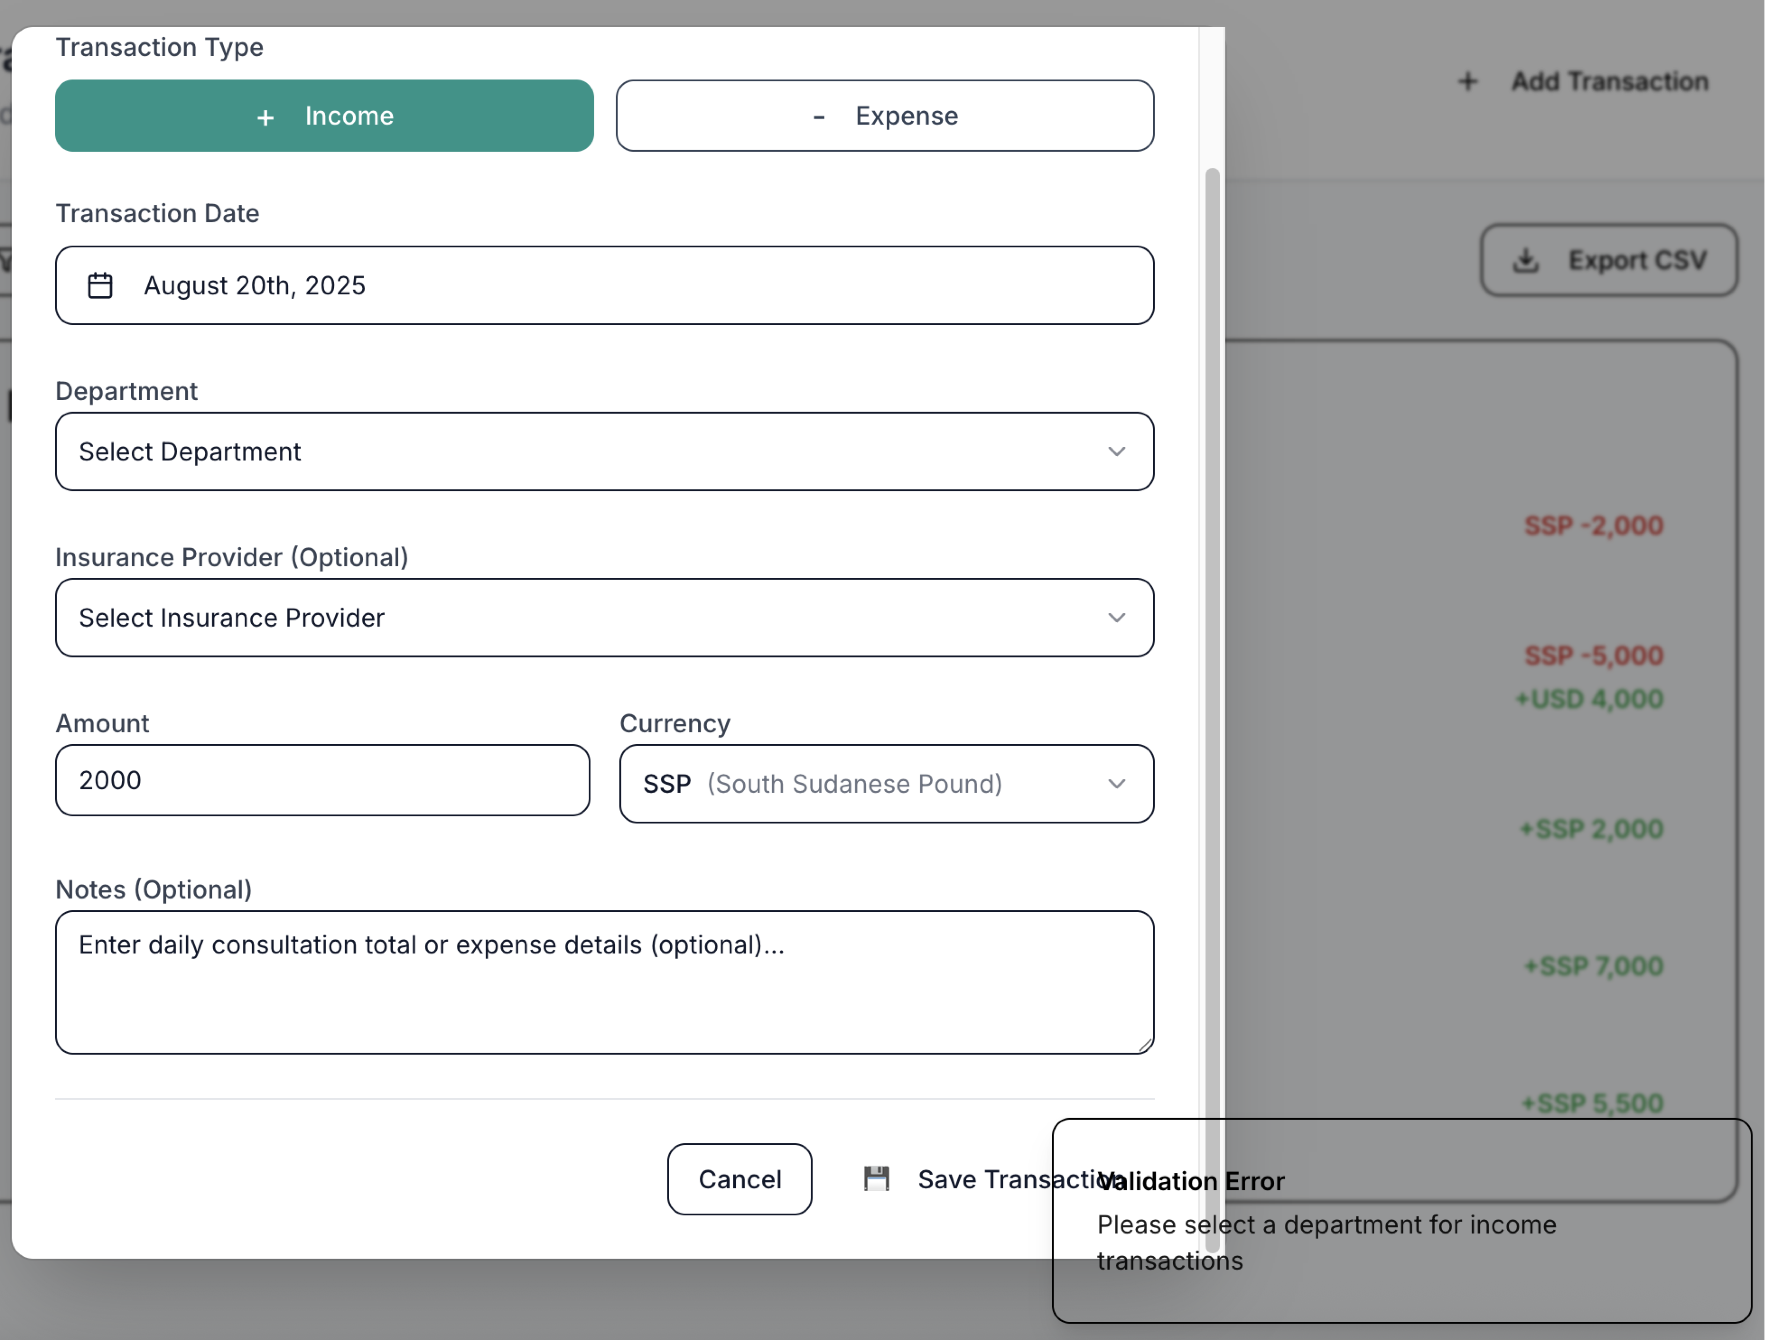 Transaction Type
+ Income
- Expense
+ Add Transaction
Transaction Date
August 20th, 2025
Export CSV
Department
Select Department
SSP -2,000
Insurance Provider (Optional)
Select Insurance Provider
SSP -5,000
+USD 4,000
Amount
Currency
2000
SSP (South Sudanese Pound)
+SSP 2,000
Notes (Optional)
Enter daily consultation total or expense details (optional)...
+SSP 7,000
+SSP 5,500
Cancel
Save Transaction
Validation Error
Please select a department for income
transactions